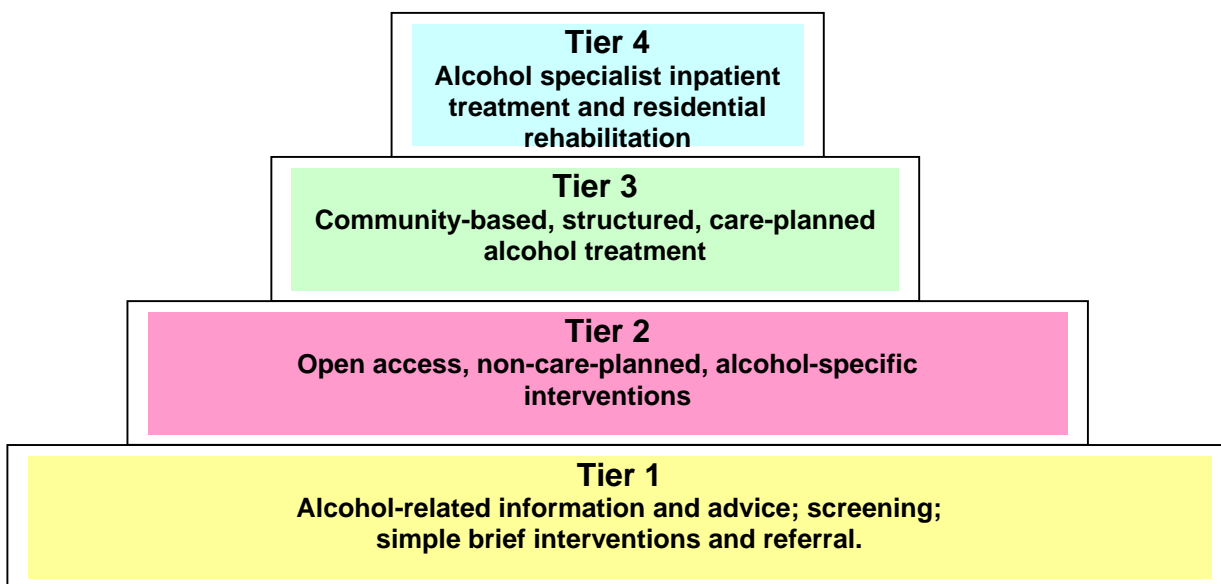 Tier 4
Alcohol specialist inpatient
treatment and residential
rehabilitation
Tier 3
Community-based, structured, care-planned
alcohol treatment
Tier 2
Open access, non-care-planned, alcohol-specific
interventions
Tier 1
Alcohol-related information and advice; screening;
simple brief interventions and referral.